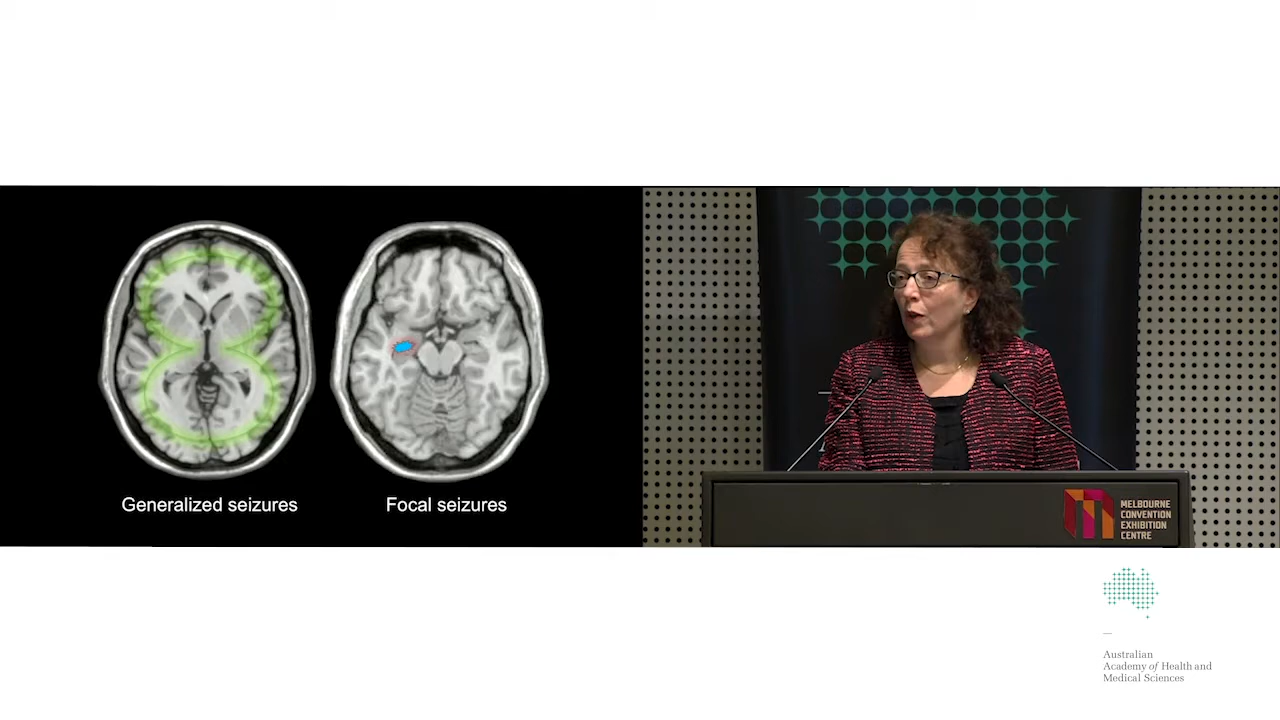 Generalized seizures
Focal seizures
MELBOURNE
CONVENTION
EXHIBITION
CENTRE
Australian
Academy of Health and
Medical Sciences